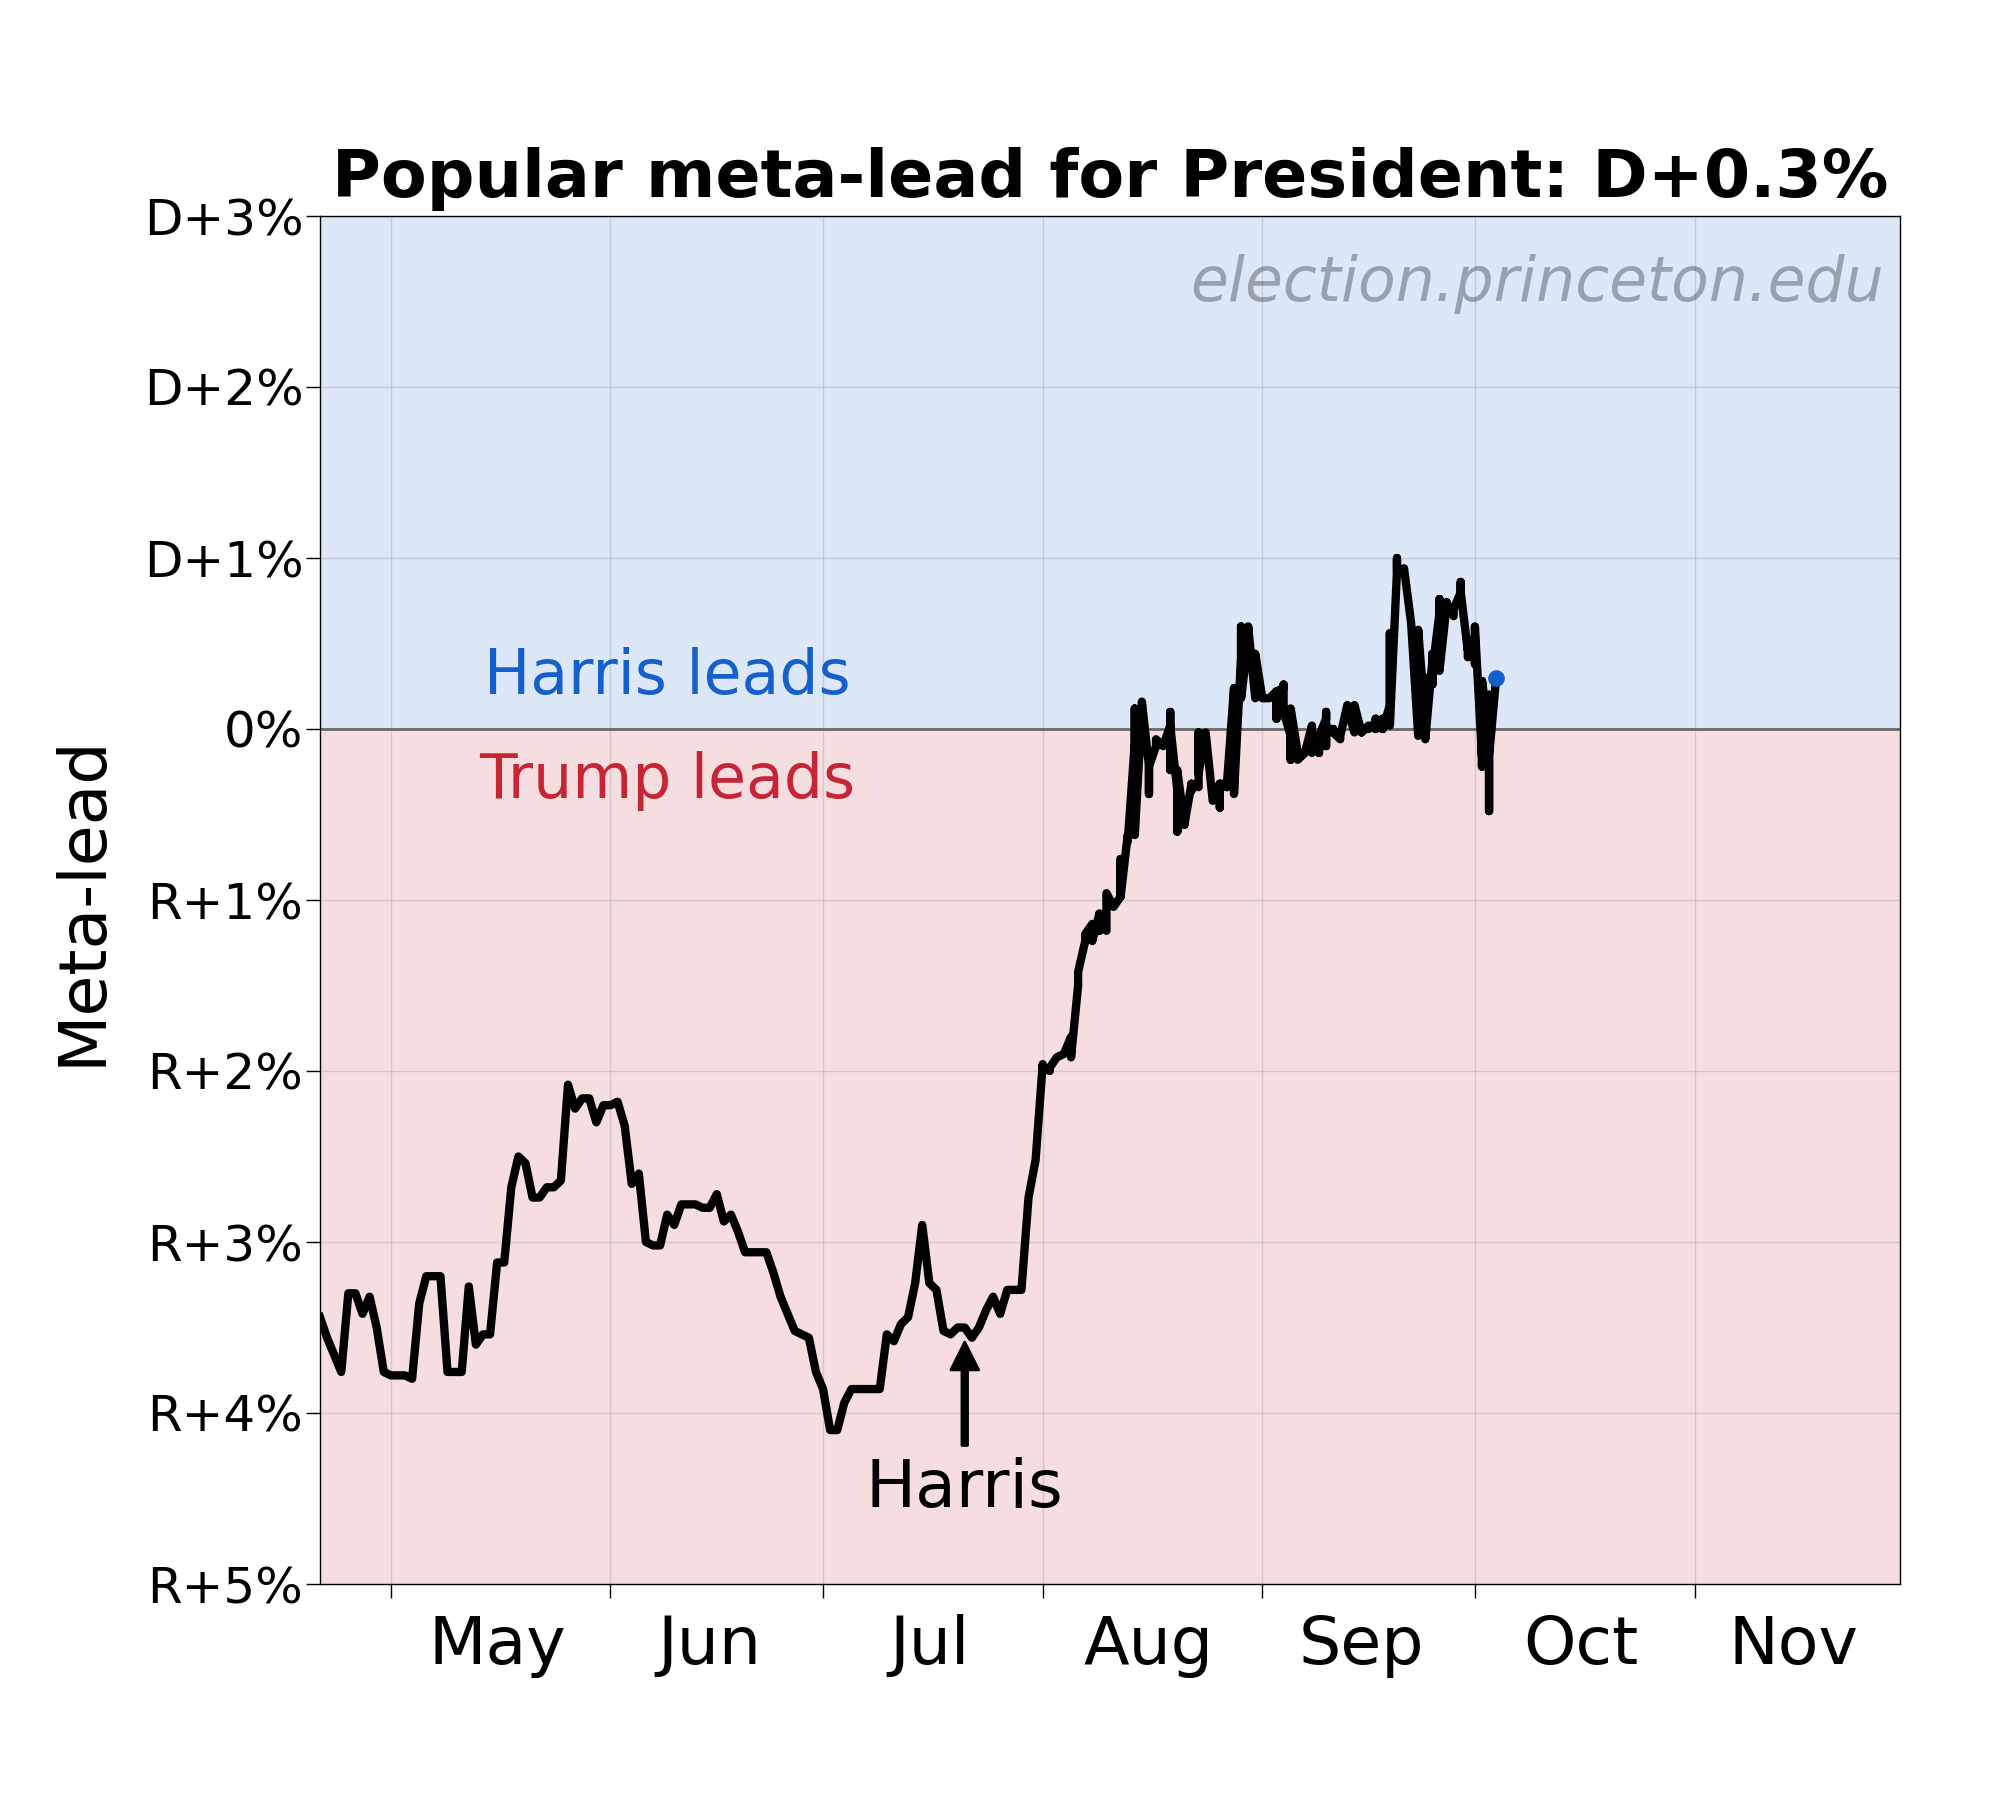 Popular meta-lead for President: D+0.3%
election.princeton.edu
D+3%
D+2%
D+1%
0%
R+1%
R+2%
R+3%
R+4%
R+5%
Meta-lead
Harris leads
Trump leads
Harris
May Jun Jul Aug Sep Oct Nov